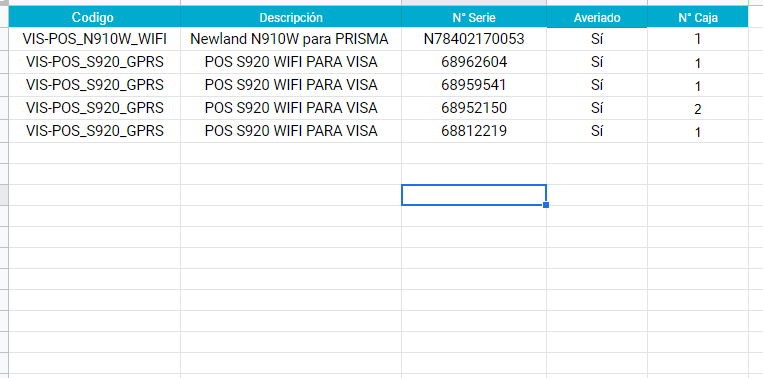 Codigo Descripción N° Serie Averiado N° Caja
VIS-POS_N910W_WIFI Newland N910W para PRISMA N78402170053 Sí 1
VIS-POS_S920_GPRS POS S920 WIFI PARA VISA 68962604 Sí 1
VIS-POS_S920_GPRS POS S920 WIFI PARA VISA 68959541 Sí 1
VIS-POS_S920_GPRS POS S920 WIFI PARA VISA 68952150 Sí 2
VIS-POS_S920_GPRS POS S920 WIFI PARA VISA 68812219 Sí 1